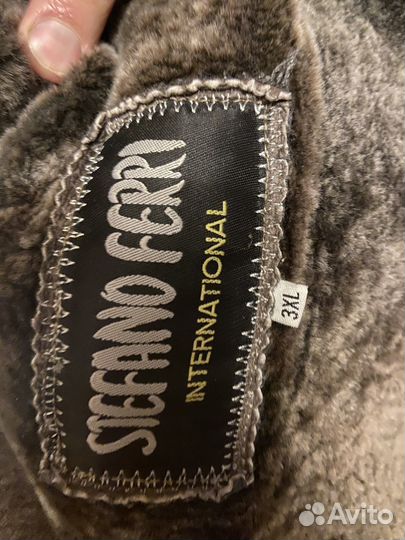 STEFANO FERRI
INTERNATIONAL
3XL
Avito